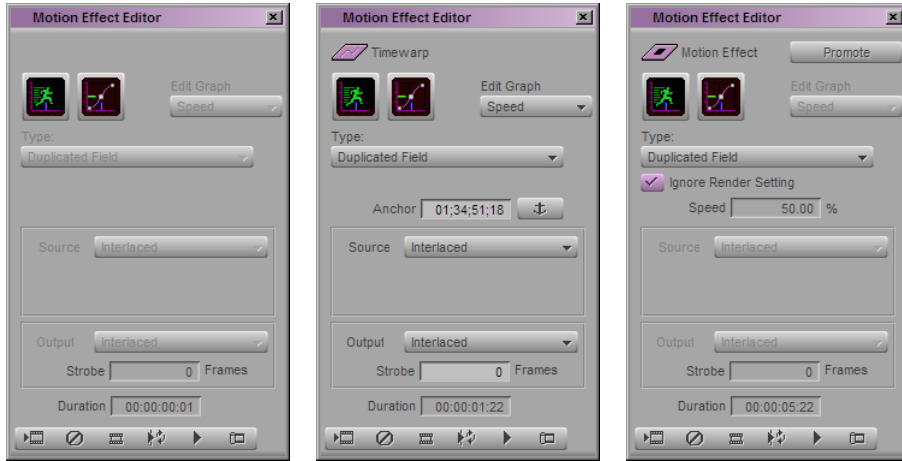 Motion Effect Editor
Edit Graph
Speed
Type:
Duplicated Field
Source Interlaced
Output Interlaced
Strobe 0 Frames
Duration 00:00:00:01
Motion Effect Editor
Timewarp
Edit Graph
Speed
Type:
Duplicated Field
Anchor 01;34;51;18
Source Interlaced
Output Interlaced
Strobe 0 Frames
Duration 00:00:01:22
Motion Effect Editor
Motion Effect Promote
Edit Graph
Speed
Type:
Duplicated Field
Ignore Render Setting
Speed 50.00 %
Source Interlaced
Output Interlaced
Strobe 0 Frames
Duration 00:00:05:22